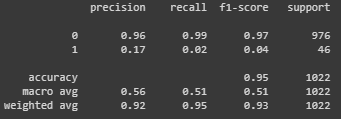 precision recall f1-score support
0 0.96 0.99 0.97 976
1 0.17 0.02 0.04 46
accuracy 0.95 1022
macro avg 0.56 0.51 0.51 1022
weighted avg 0.92 0.95 0.93 1022